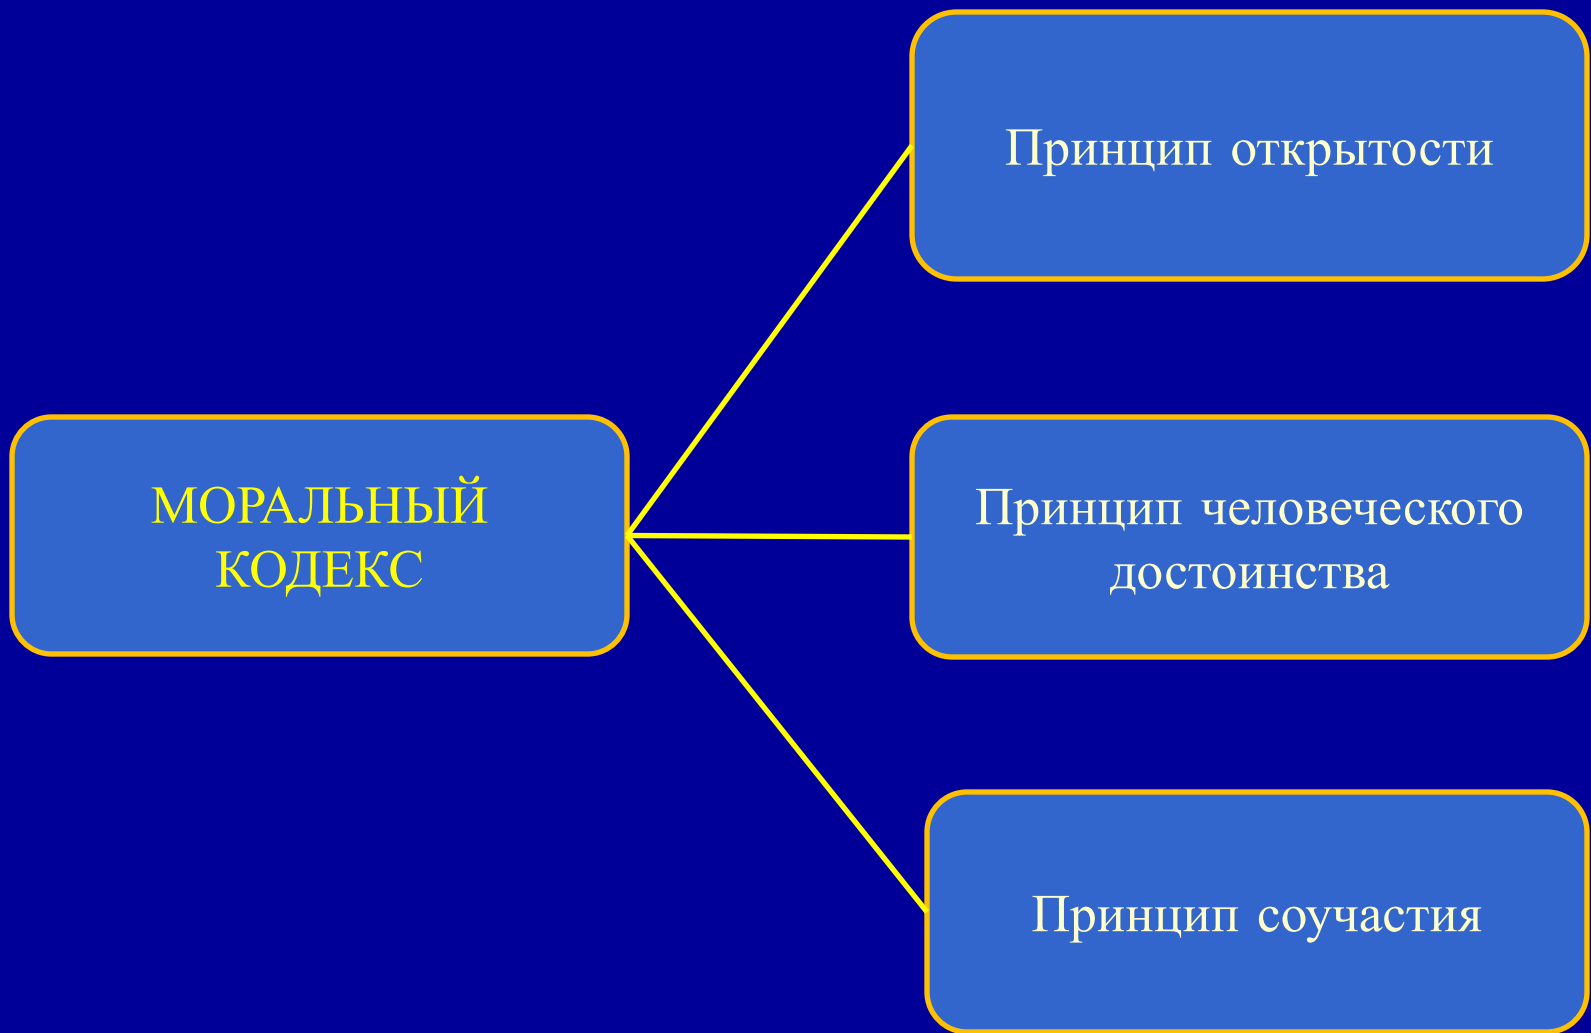 Принцип открытости
МОРАЛЬНЫЙ
КОДЕКС
Принцип человеческого
достоинства
Принцип соучастия